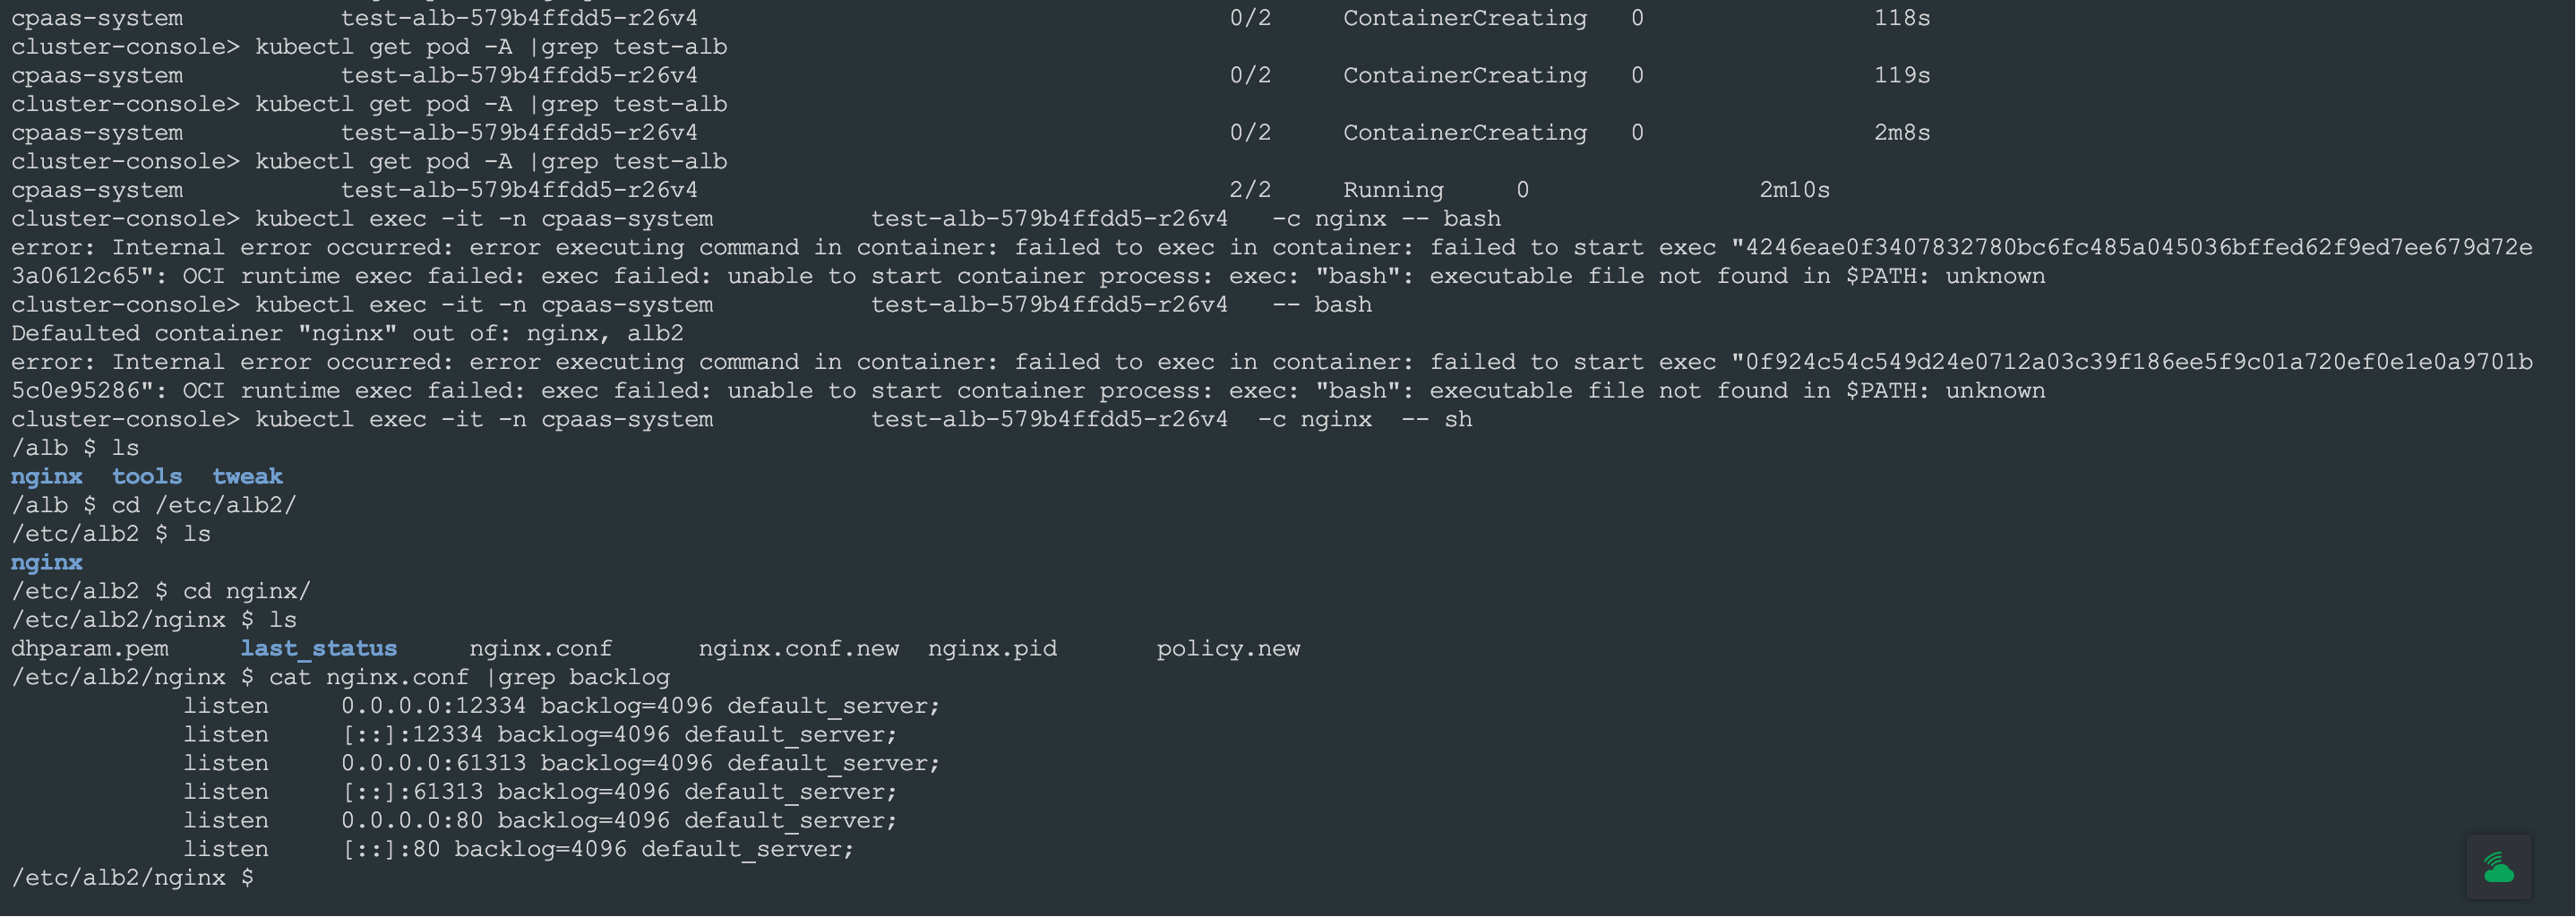 cpaas-system           test-alb-579b4ffdd5-r26v4                                     0/2     ContainerCreating   0                118s
cluster-console> kubectl get pod -A |grep test-alb
cpaas-system           test-alb-579b4ffdd5-r26v4                                     0/2     ContainerCreating   0                119s
cluster-console> kubectl get pod -A |grep test-alb
cpaas-system           test-alb-579b4ffdd5-r26v4                                     0/2     ContainerCreating   0                2m8s
cluster-console> kubectl get pod -A |grep test-alb
cpaas-system           test-alb-579b4ffdd5-r26v4                                     2/2     Running     0                2m10s
cluster-console> kubectl exec -it -n cpaas-system           test-alb-579b4ffdd5-r26v4   -c nginx -- bash
error: Internal error occurred: error executing command in container: failed to exec in container: failed to start exec "4246eae0f3407832780bc6fc485a045036bffed62f9ed7ee679d72e
3a0612c65": OCI runtime exec failed: exec failed: unable to start container process: exec: "bash": executable file not found in $PATH: unknown
cluster-console> kubectl exec -it -n cpaas-system           test-alb-579b4ffdd5-r26v4   -- bash
Defaulted container "nginx" out of: nginx, alb2
error: Internal error occurred: error executing command in container: failed to exec in container: failed to start exec "0f924c54c549d24e0712a03c39f186ee5f9c01a720ef0e1e0a9701b
5c0e95286": OCI runtime exec failed: exec failed: unable to start container process: exec: "bash": executable file not found in $PATH: unknown
cluster-console> kubectl exec -it -n cpaas-system           test-alb-579b4ffdd5-r26v4  -c nginx  -- sh
/alb $ ls
nginx  tools  tweak
/alb $ cd /etc/alb2/
/etc/alb2 $ ls
nginx
/etc/alb2 $ cd nginx/
/etc/alb2/nginx $ ls
dhparam.pem     last_status     nginx.conf      nginx.conf.new  nginx.pid       policy.new
/etc/alb2/nginx $ cat nginx.conf |grep backlog
            listen     0.0.0.0:12334 backlog=4096 default_server;
            listen     [::]:12334 backlog=4096 default_server;
            listen     0.0.0.0:61313 backlog=4096 default_server;
            listen     [::]:61313 backlog=4096 default_server;
            listen     0.0.0.0:80 backlog=4096 default_server;
            listen     [::]:80 backlog=4096 default_server;
/etc/alb2/nginx $